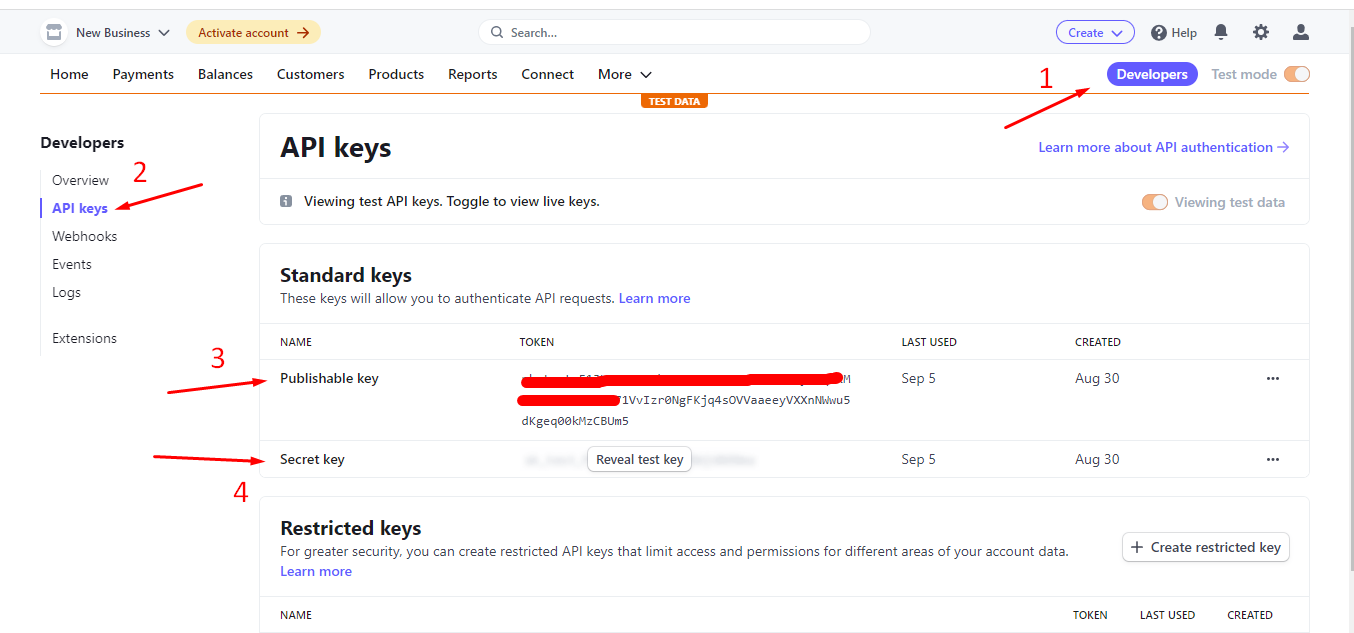 New Business
Activate account →
Search...
Create
Help
Home Payments Balances Customers Products Reports Connect More
1
Developers
Test mode
TEST DATA
Developers
2
Overview
API keys
Webhooks
Events
Logs
Extensions
API keys
Learn more about API authentication →
Viewing test API keys. Toggle to view live keys.
Viewing test data
Standard keys
These keys will allow you to authenticate API requests. Learn more
NAME TOKEN LAST USED CREATED
3
Publishable key Sep 5 Aug 30 •••
1VvIzr0NgFKjq4sOVVaaeeyVXXnNWwu5
dKgeq00kMzCBUm5
Secret key Reveal test key Sep 5 Aug 30 •••
4
Restricted keys
For greater security, you can create restricted API keys that limit access and permissions for different areas of your account data.
Learn more
+ Create restricted key
NAME TOKEN LAST USED CREATED